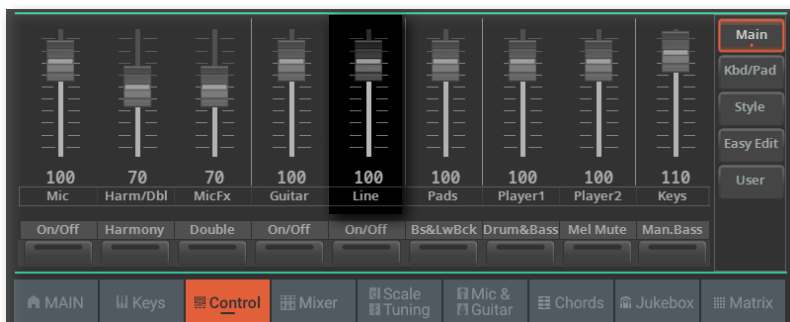 Main
Kbd/Pad
Style
Easy Edit
User
100 70 70 100 100 100 100 100 110
Mic Harm/Dbl MicFx Guitar Line Pads Player1 Player2 Keys
On/Off Harmony Double On/Off On/Off Bs&LwBck Drum&Bass Mel Mute Man.Bass
MAIN Keys Control Mixer Scale Tuning Mic & Guitar Chords Jukebox Matrix